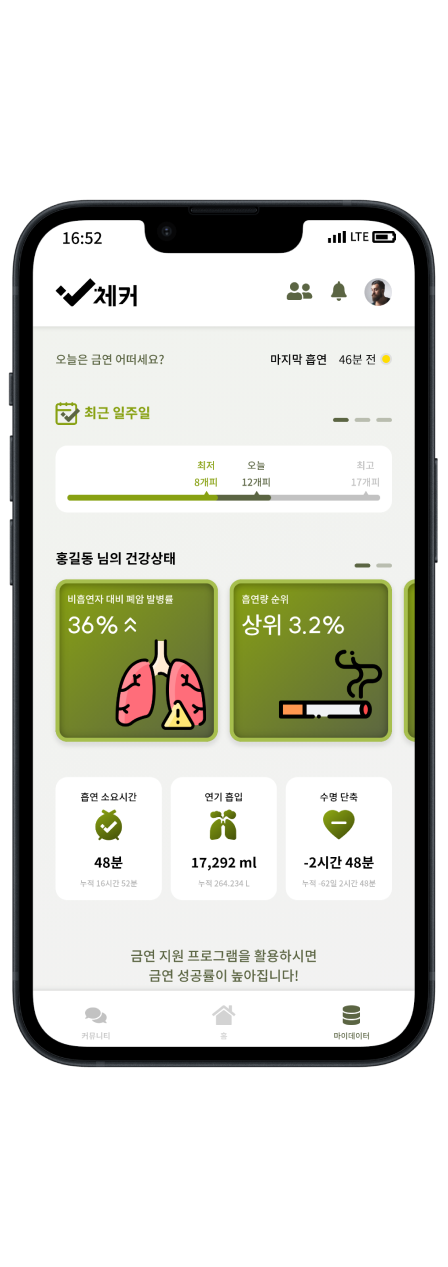 16:52
LTE
체커
오늘은 금연 어떠세요?
마지막 흡연 46분 전
최근 일주일
최저 오늘 최고
8개피 12개피 17개피
홍길동 님의 건강상태
비흡연자 대비 폐암 발병률
36%
흡연량 순위
상위 3.2%
흡연 소요시간
48분
누적 16시간 52분
연기 흡입
17,292 ml
누적 264.234 L
수명 단축
-2시간 48분
누적 -62일 2시간 48분
금연 지원 프로그램을 활용하시면
금연 성공률이 높아집니다!
커뮤니티
홈
마이데이터